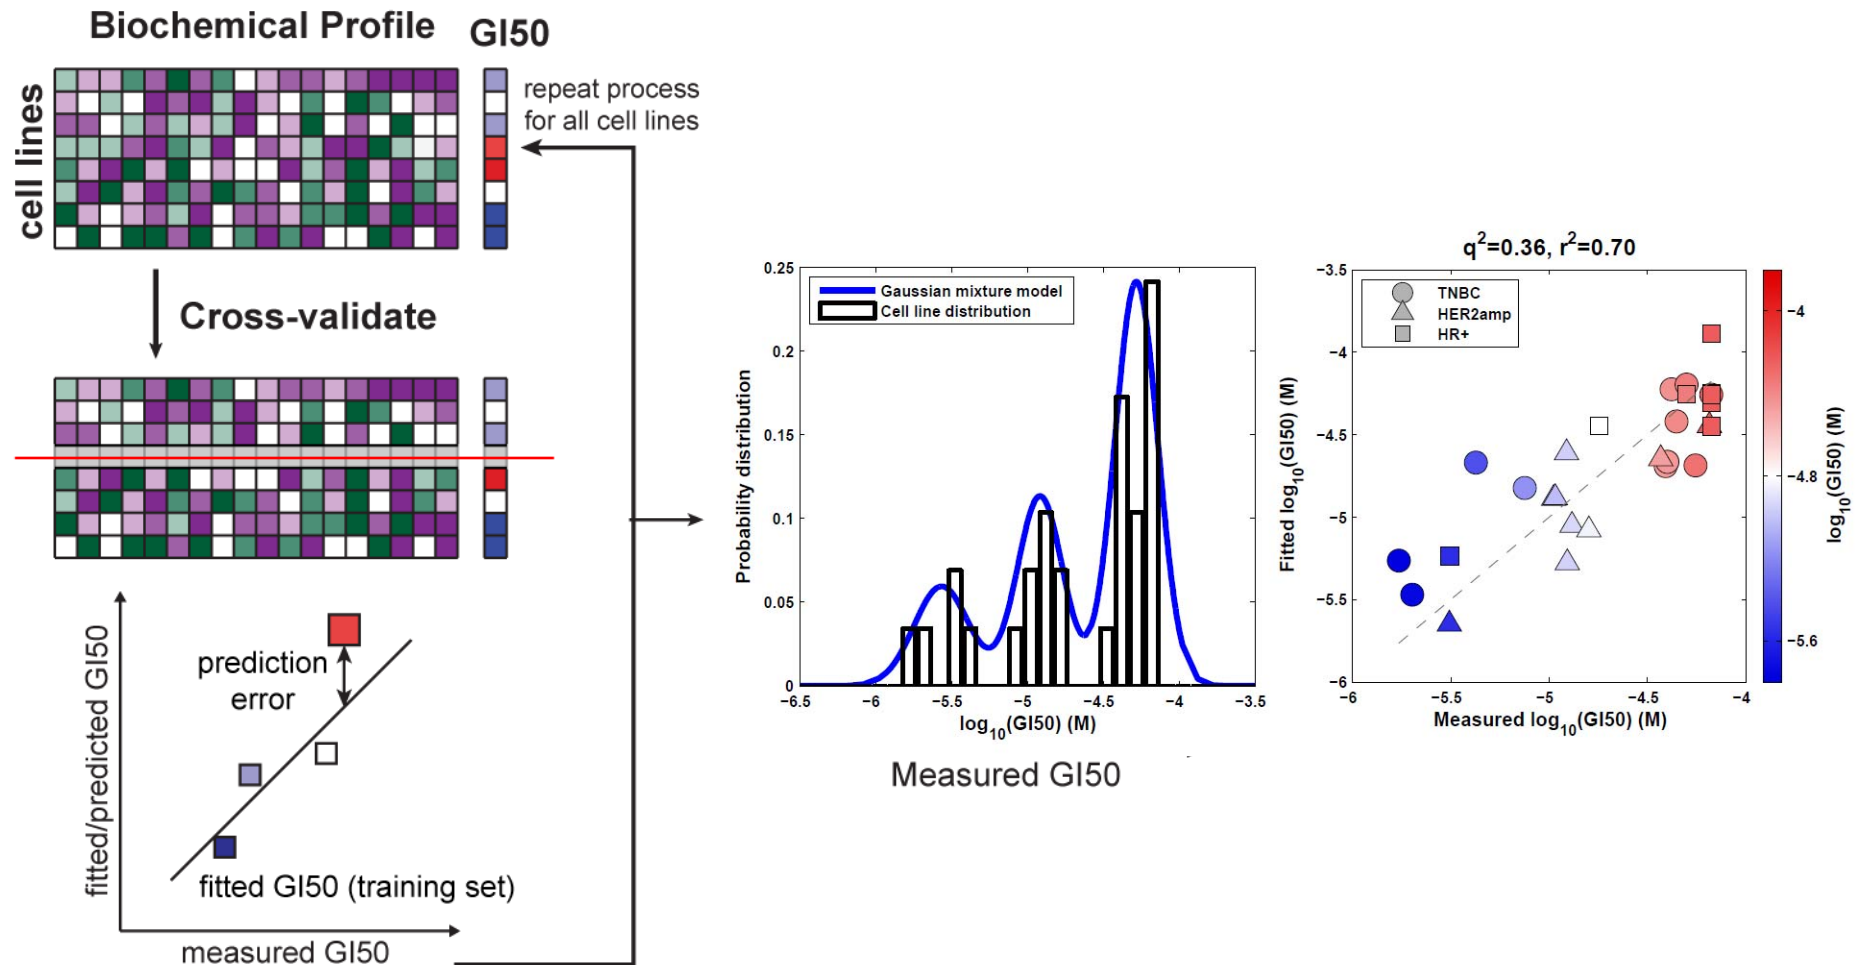 Biochemical Profile
GI50
cell lines
repeat process
for all cell lines
Cross-validate
prediction
error
fitted GI50 (training set)
fitted/predicted GI50
measured GI50
Gaussian mixture model
Cell line distribution
Probability distribution
0.25
0.2
0.15
0.1
0.05
0
−6.5
−6
−5.5
−5
−4.5
−4
−3.5
log10(GI50) (M)
Measured GI50
q2=0.36, r2=0.70
TNBC
HER2amp
HR+
Fitted log10(GI50) (M)
−3.5
−4
−4.5
−5
−5.5
−6
−6
−5.5
−5
−4.5
−4
Measured log10(GI50) (M)
−4
−4.8
−5.6
log10(GI50) (M)